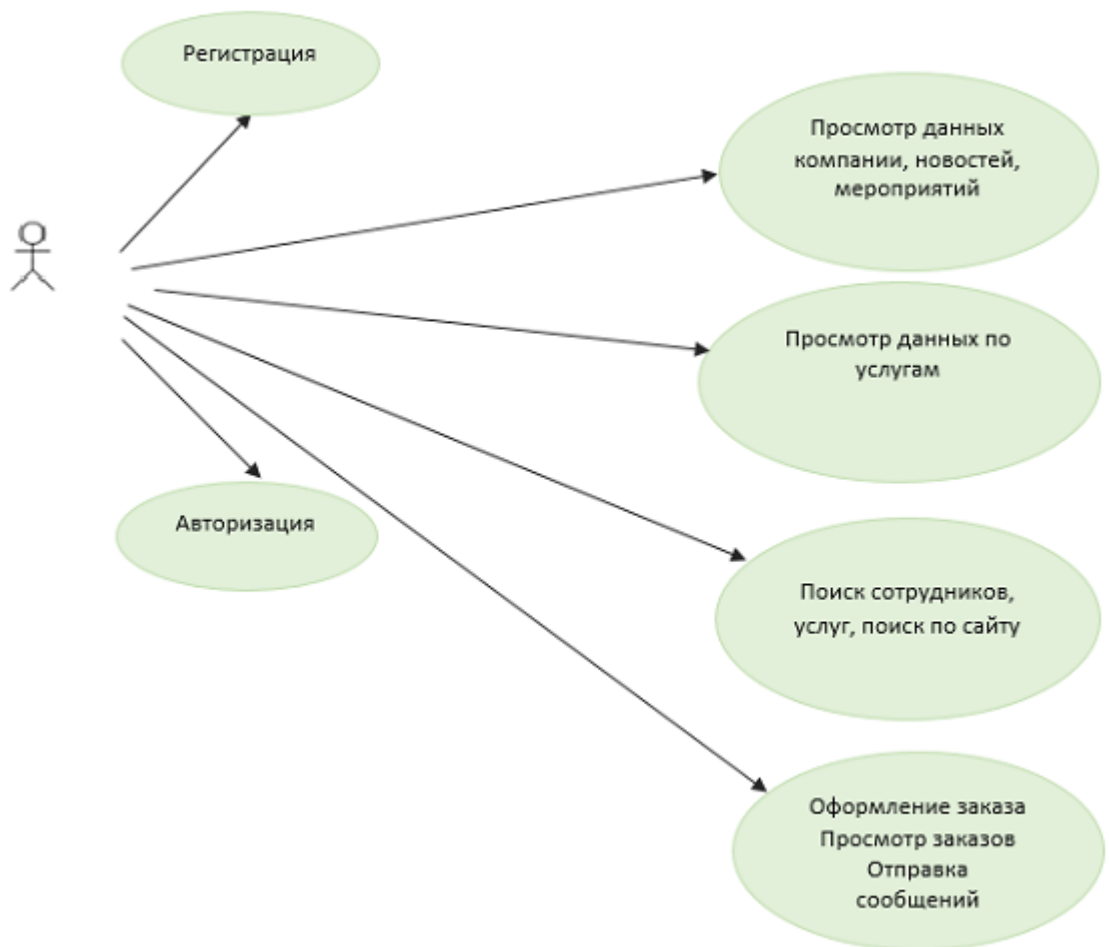 Регистрация
Просмотр данных
компании, новостей,
мероприятий
Просмотр данных по
услугам
Авторизация
Поиск сотрудников,
услуг, поиск по сайту
Оформление заказа
Просмотр заказов
Отправка
сообщений